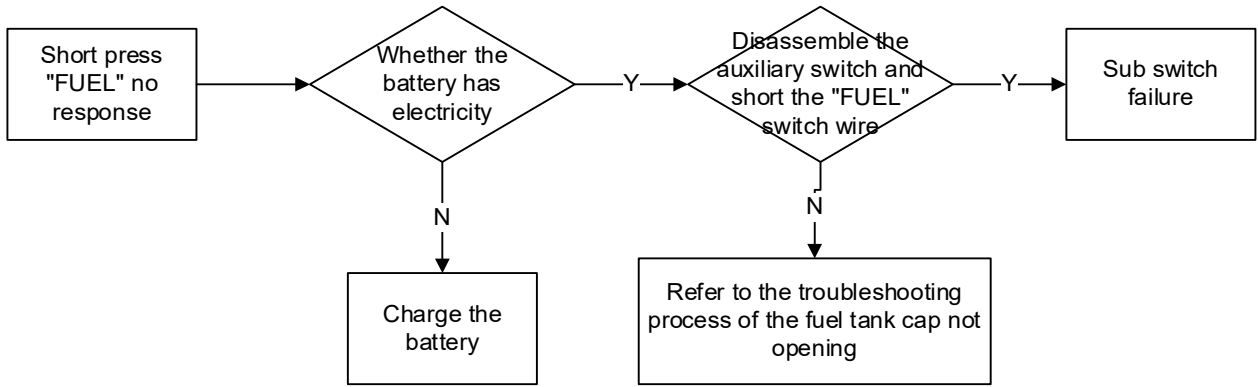 Short press
"FUEL" no
response
Whether the
battery has
electricity
Y
Disassemble the
auxiliary switch and
short the "FUEL"
switch wire
Y
Sub switch
failure
N
N
Charge the
battery
Refer to the troubleshooting
process of the fuel tank cap not
opening